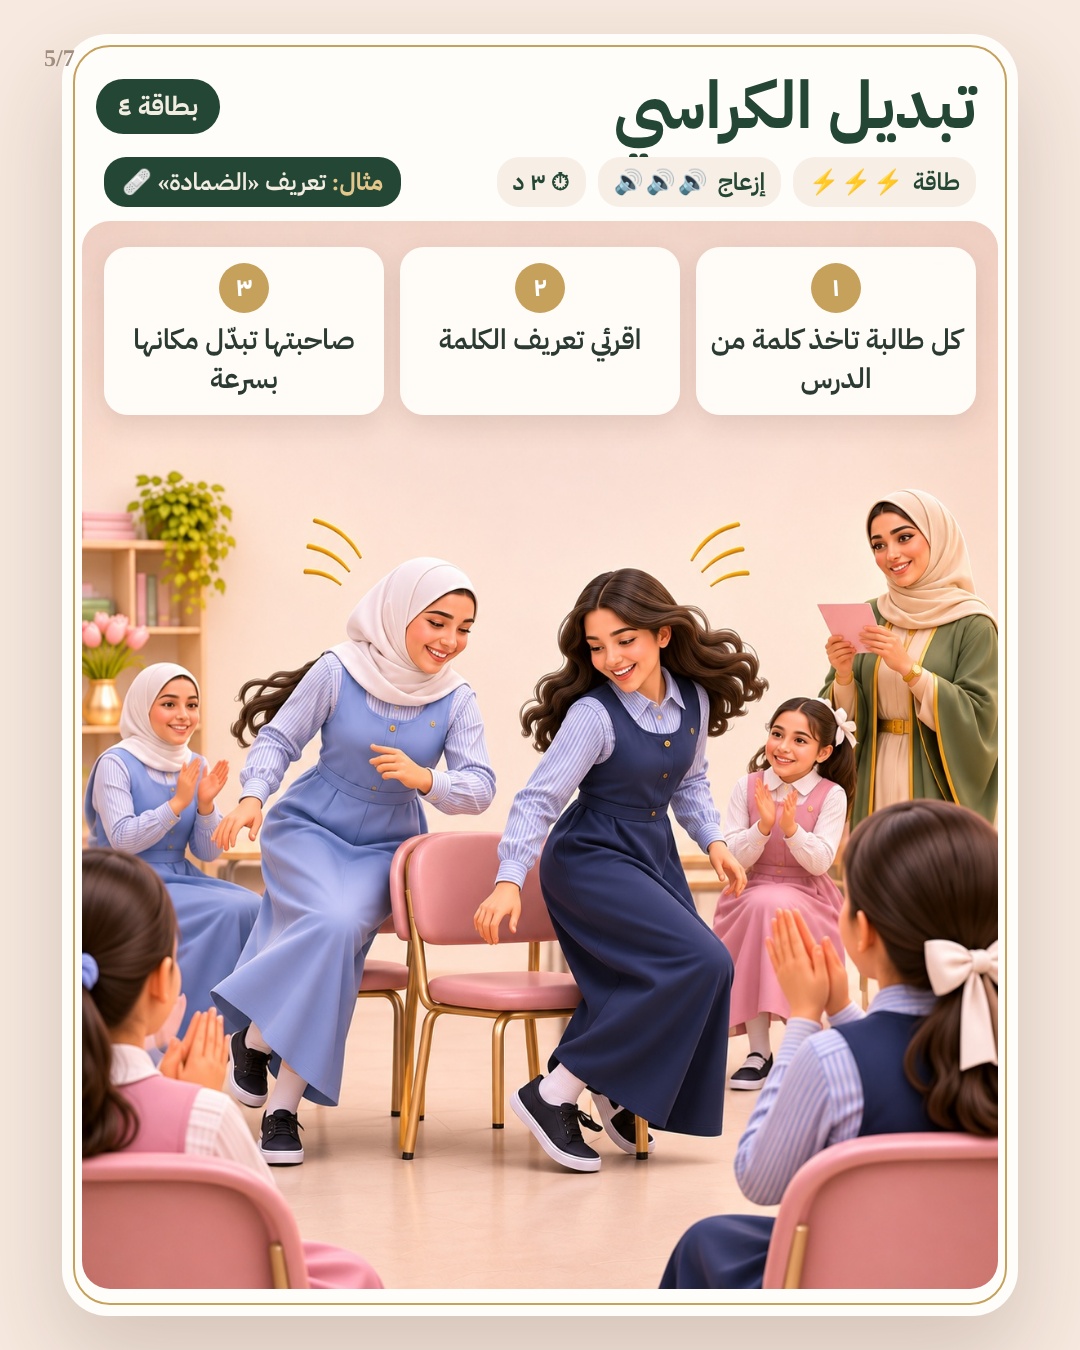 5/7
تبديل الكراسي
بطاقة ٤
طاقة ⚡⚡⚡
إزعاج 🔊🔊🔊
⏱ ٣ د
مثال: تعريف «الضمادة» 🩹
١
كل طالبة تاخذ كلمة من
الدرس
٢
اقرئي تعريف الكلمة
٣
صاحبتها تبدّل مكانها
بسرعة